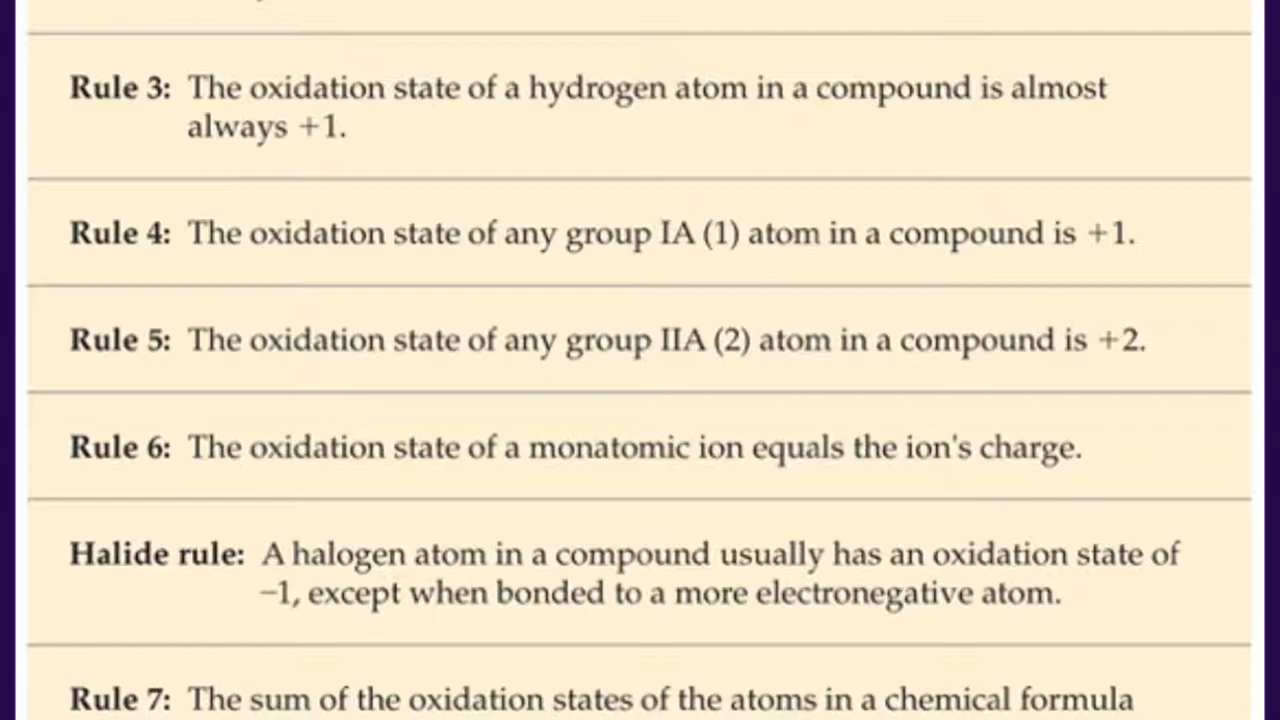 Rule 3: The oxidation state of a hydrogen atom in a compound is almost
always +1.
Rule 4: The oxidation state of any group IA (1) atom in a compound is +1.
Rule 5: The oxidation state of any group IIA (2) atom in a compound is +2.
Rule 6: The oxidation state of a monatomic ion equals the ion's charge.
Halide rule: A halogen atom in a compound usually has an oxidation state of
−1, except when bonded to a more electronegative atom.
Rule 7: The sum of the oxidation states of the atoms in a chemical formula